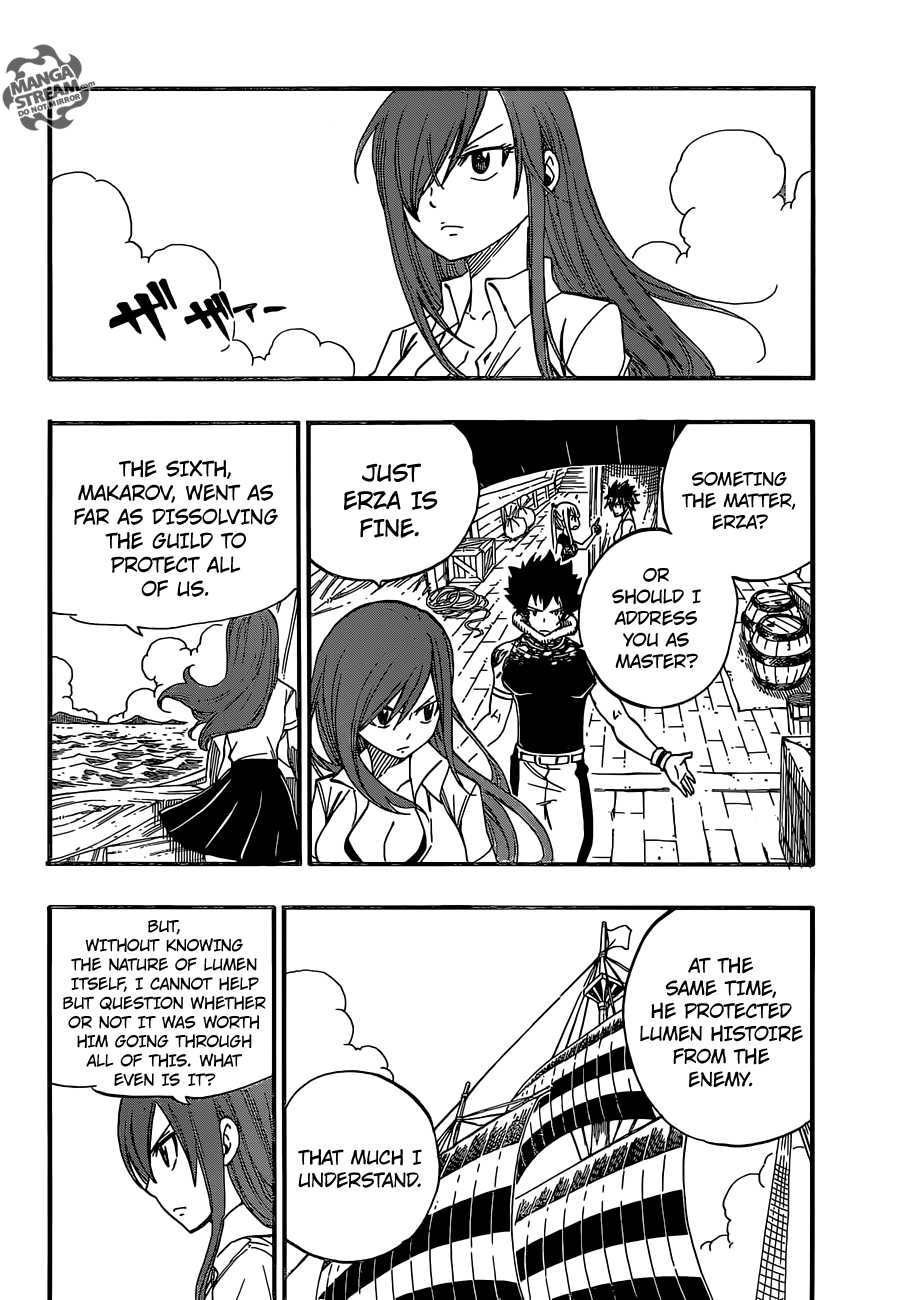 MANGA
STREAM.com
DO NOT MIRROR
ザザァー
SOMETING
THE MATTER,
ERZA?
OR
SHOULD I
ADDRESS
YOU AS
MASTER?
JUST
ERZA IS
FINE.
THE SIXTH,
MAKAROV, WENT AS
FAR AS DISSOLVING
THE GUILD TO
PROTECT ALL
OF US.
AT THE
SAME TIME,
HE PROTECTED
LUMEN HISTOIRE
FROM THE
ENEMY.
THAT MUCH I
UNDERSTAND.
BUT,
WITHOUT KNOWING
THE NATURE OF LUMEN
ITSELF, I CANNOT HELP
BUT QUESTION WHETHER
OR NOT IT WAS WORTH
HIM GOING THROUGH
ALL OF THIS. WHAT
EVEN IS IT?